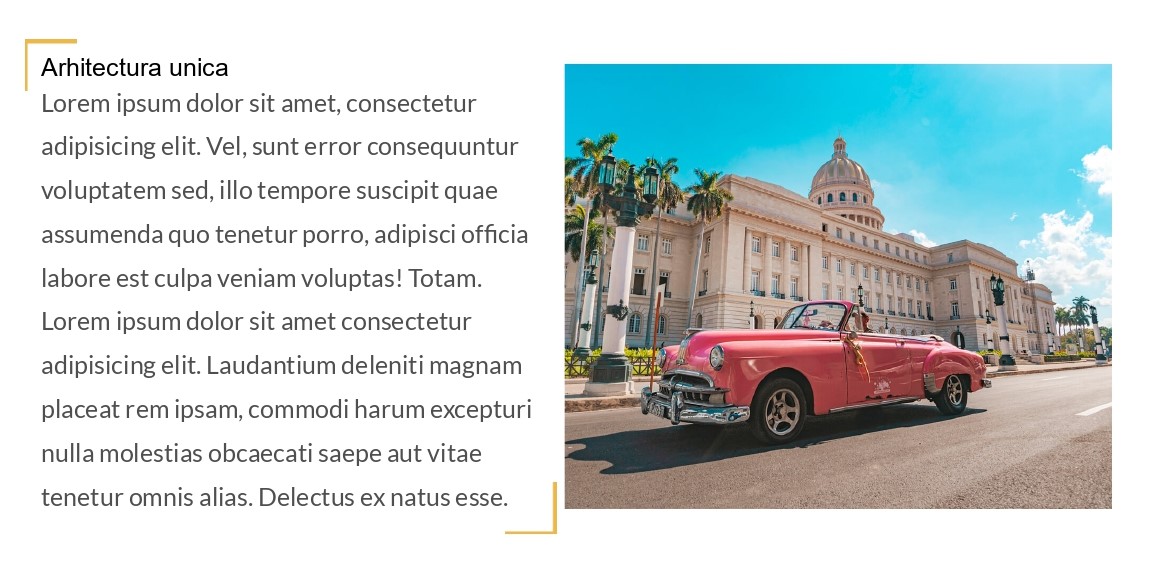 Arhitectura unica
Lorem ipsum dolor sit amet, consectetur
adipisicing elit. Vel, sunt error consequuntur
voluptatem sed, illo tempore suscipit quae
assumenda quo tenetur porro, adipisci officia
labore est culpa veniam voluptas! Totam.
Lorem ipsum dolor sit amet consectetur
adipisicing elit. Laudantium deleniti magnam
placeat rem ipsam, commodi harum excepturi
nulla molestias obcaecati saepe aut vitae
tenetur omnis alias. Delectus ex natus esse.